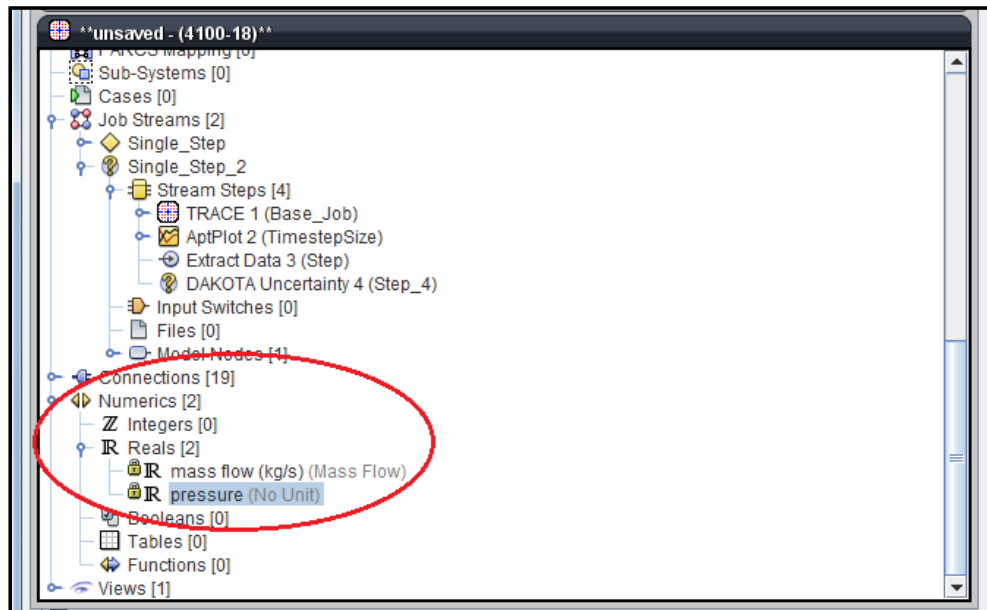 **unsaved - (4100-18)**
PARCS Mapping [0]
Sub-Systems [0]
Cases [0]
Job Streams [2]
Single_Step
Single_Step_2
Stream Steps [4]
TRACE 1 (Base_Job)
AptPlot 2 (TimestepSize)
Extract Data 3 (Step)
DAKOTA Uncertainty 4 (Step_4)
Input Switches [0]
Files [0]
Model Nodes [1]
Connections [19]
Numerics [2]
ℤ Integers [0]
ℝ Reals [2]
ℝ mass flow (kg/s) (Mass Flow)
ℝ pressure (No Unit)
Booleans [0]
Tables [0]
Functions [0]
Views [1]